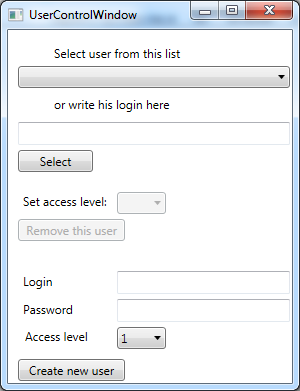 UserControlWindow
Select user from this list
or write his login here
Select
Set access level:
Remove this user
Login
Password
Access level 1
Create new user